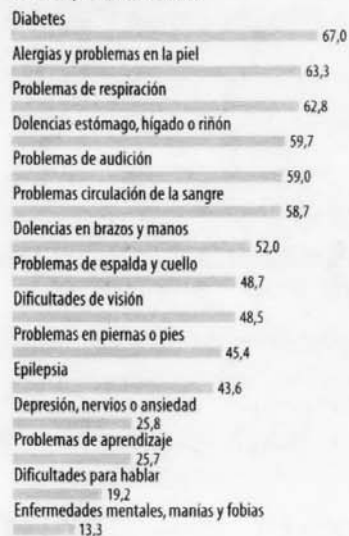 Diabetes
67,0
Alergias y problemas en la piel
63,3
Problemas de respiración
62,8
Dolencias estómago, hígado o riñón
59,7
Problemas de audición
59,0
Problemas circulación de la sangre
58,7
Dolencias en brazos y manos
52,0
Problemas de espalda y cuello
48,7
Dificultades de visión
48,5
Problemas en piernas o pies
45,4
Epilepsia
43,6
Depresión, nervios o ansiedad
25,8
Problemas de aprendizaje
25,7
Dificultades para hablar
19,2
Enfermedades mentales, manías y fobias
13,3